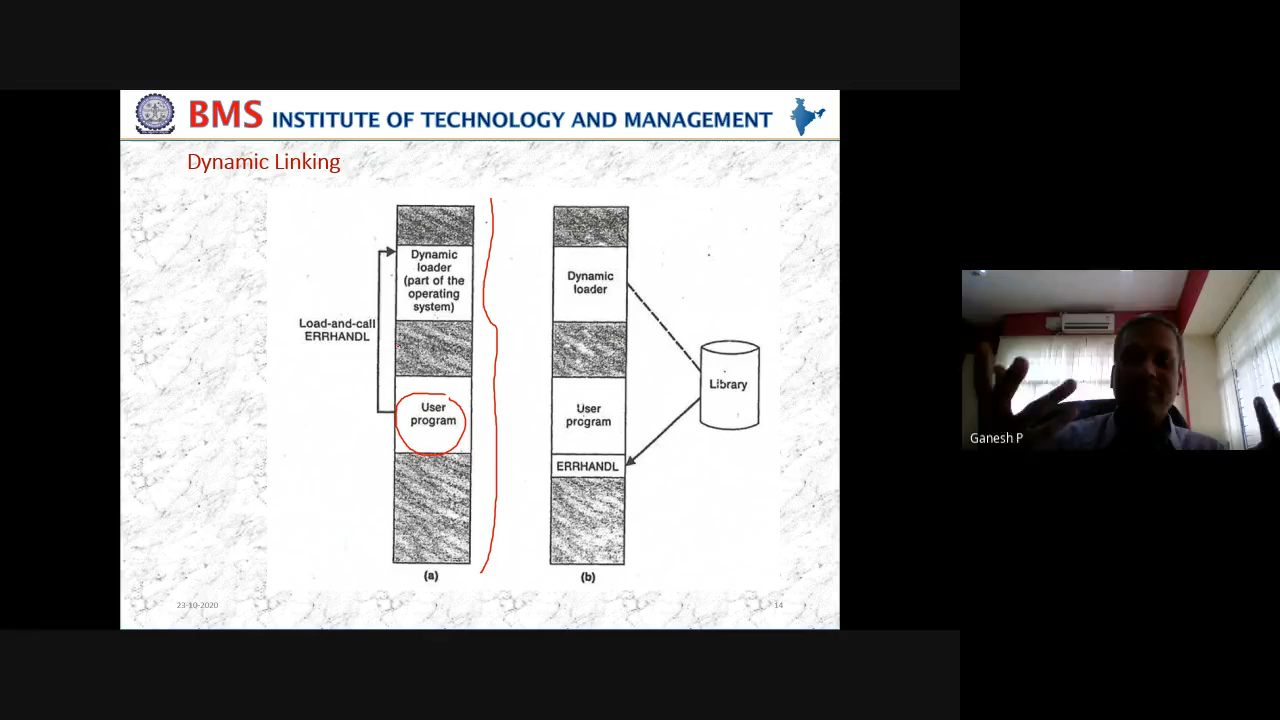 BMS INSTITUTE OF TECHNOLOGY AND MANAGEMENT
Dynamic Linking
Dynamic
loader
(part of the
operating
system)
Load-and-call
ERRHANDL
User
program
(a)
Dynamic
loader
Library
User
program
ERRHANDL
(b)
23-10-2020
14
Ganesh P